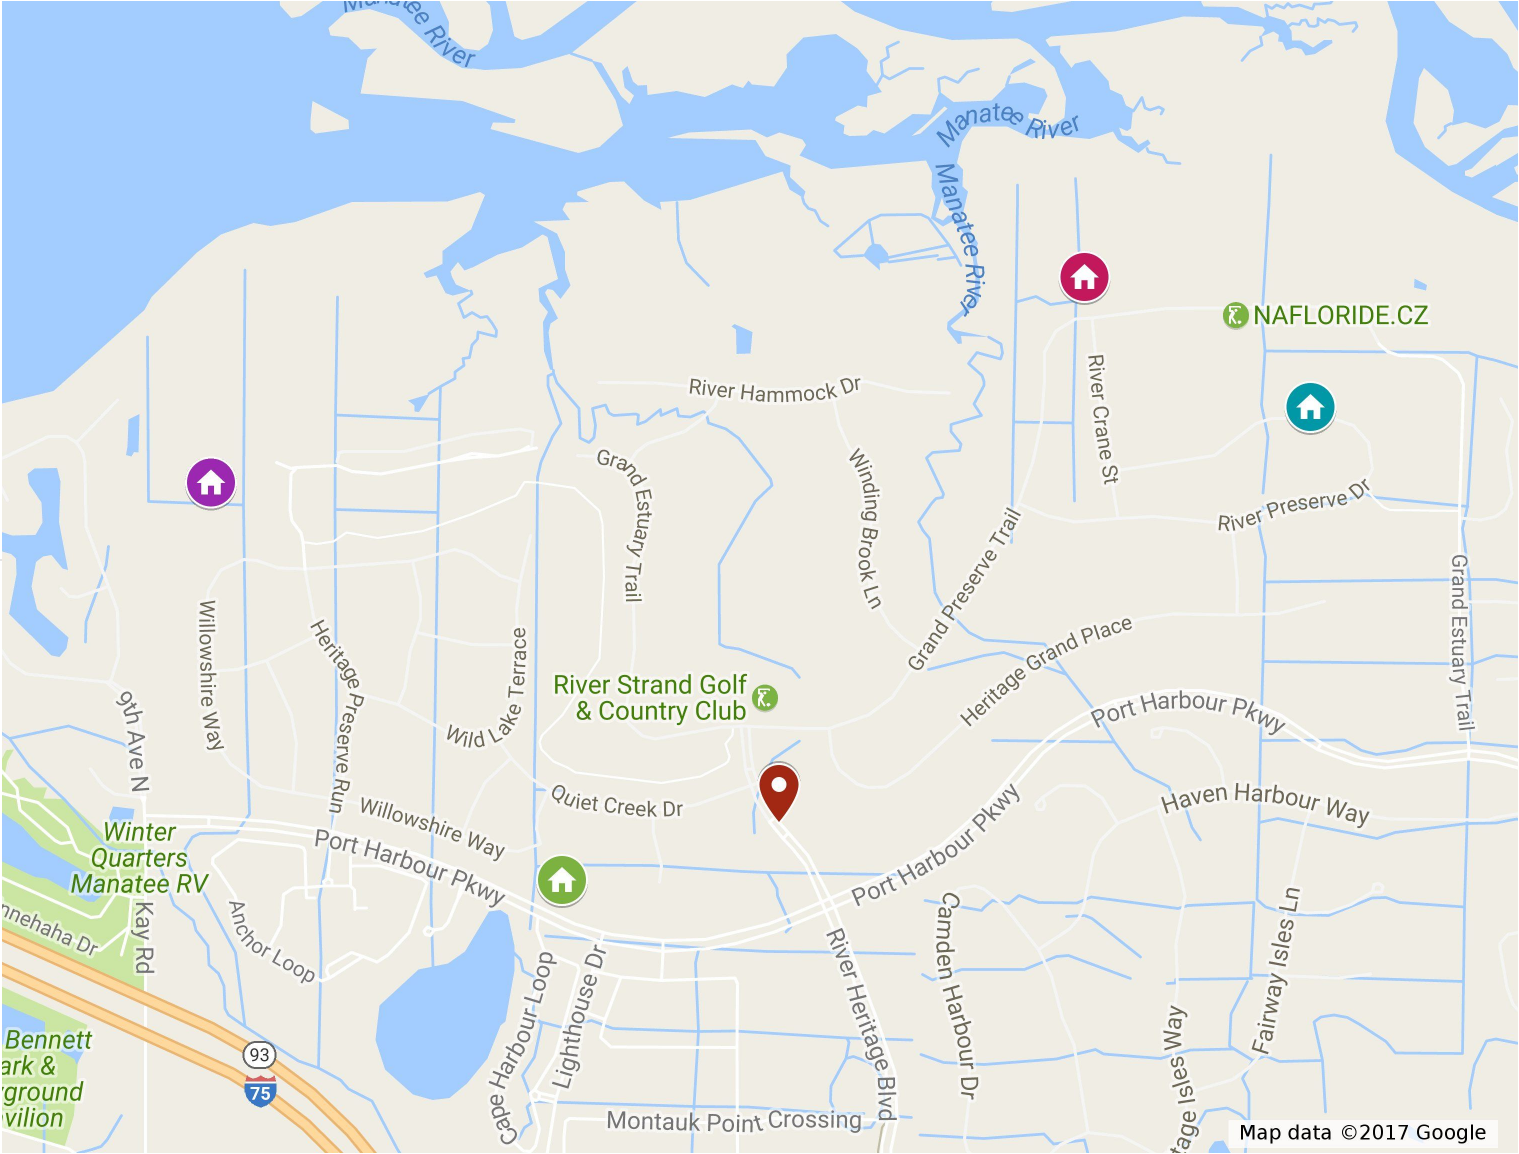 Manatee River
Manatee River
Manatee River
NAFLORIDE.CZ
River Hammock Dr
River Crane St
Grand Estuary Trail
Winding Brook Ln
River Preserve Dr
Grand Preserve Trail
Grand Estuary Trail
Willowshire Way
Heritage Preserve Run
Wild Lake Terrace
Heritage Grand Place
River Strand Golf
& Country Club
9th Ave N
Port Harbour Pkwy
Quiet Creek Dr
Haven Harbour Way
Willowshire Way
Port Harbour Pkwy
Port Harbour Pkwy
Winter
Quarters
Manatee RV
nnehaha Dr
Kay Rd
Anchor Loop
Camden Harbour Dr
Fairway Isles Ln
River Heritage Blvd
Cape Harbour Loop
Lighthouse Dr
Bennett
ark &
yground
avilion
93
75
tage Isles Way
Montauk Point Crossing
Map data ©2017 Google